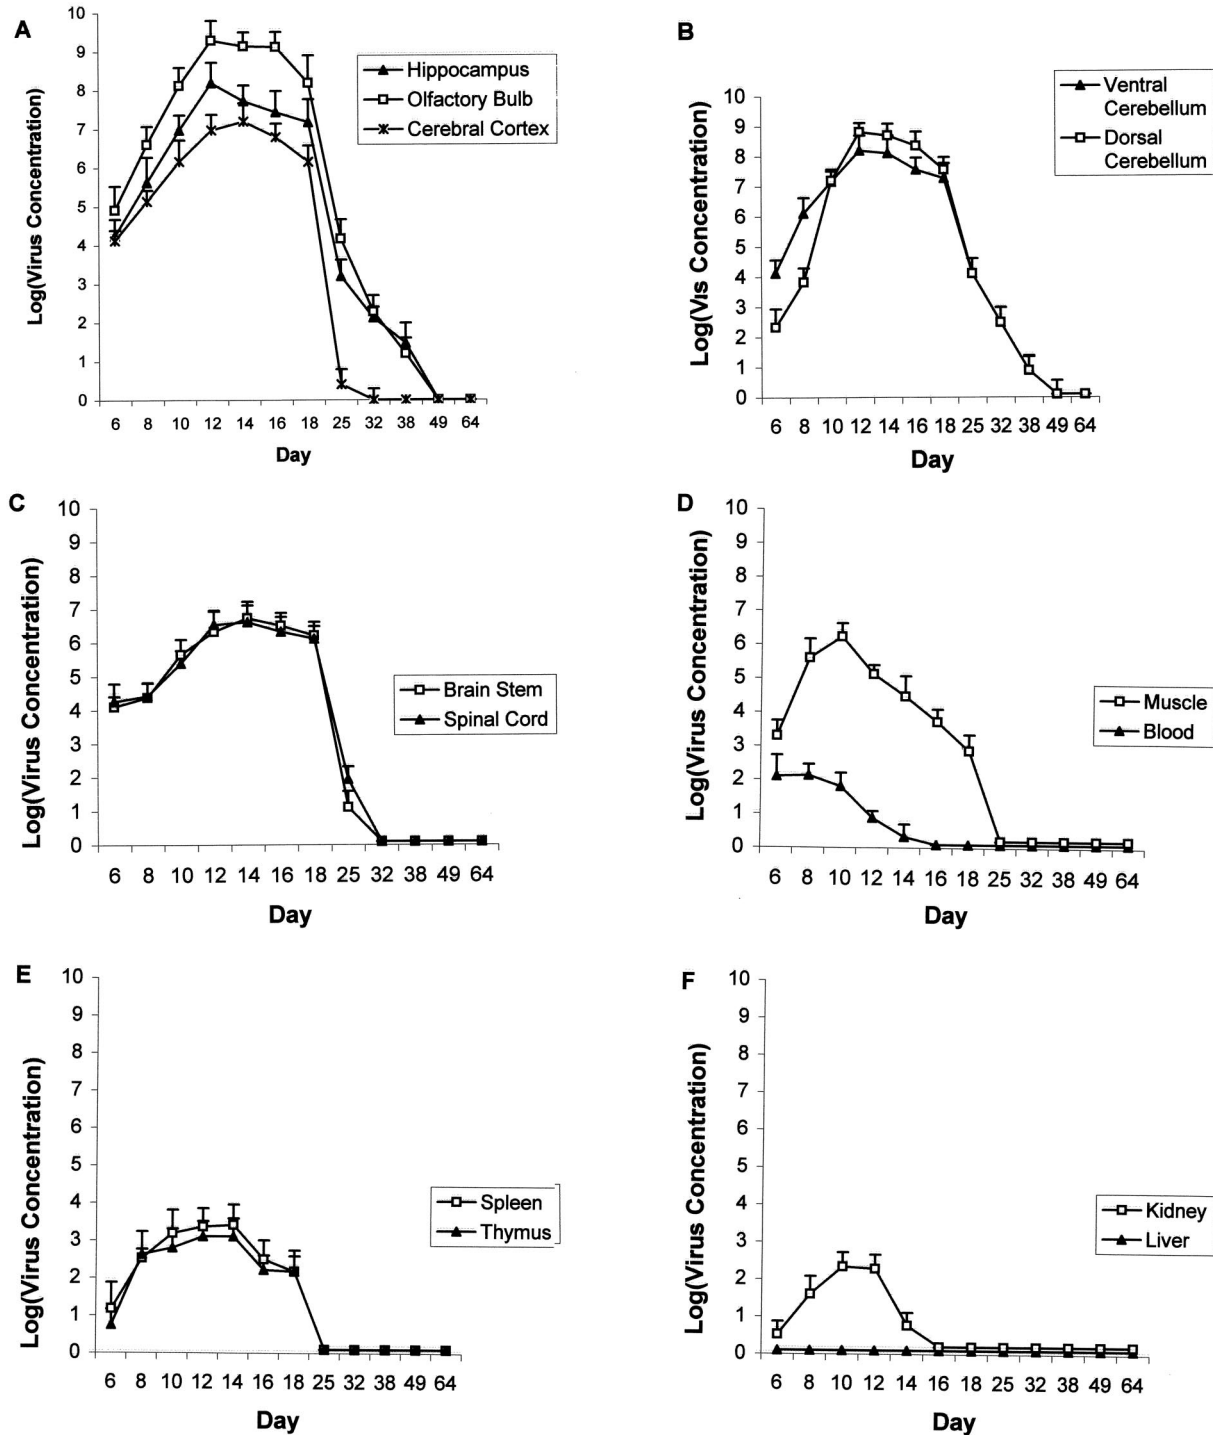 A
10
9
8
7
6
5
4
3
2
1
0
Log(Virus Concentration)
Hippocampus
Olfactory Bulb
Cerebral Cortex
6 8 10 12 14 16 18 25 32 38 49 64
Day
B
10
9
8
7
6
5
4
3
2
1
0
Log(Vıs Concentration)
Ventral
Cerebellum
Dorsal
Cerebellum
6 8 10 12 14 16 18 25 32 38 49 64
Day
C
10
9
8
7
6
5
4
3
2
1
0
Log(Virus Concentration)
Brain Stem
Spinal Cord
6 8 10 12 14 16 18 25 32 38 49 64
Day
D
10
9
8
7
6
5
4
3
2
1
0
Log(Virus Concentration)
Muscle
Blood
6 8 10 12 14 16 18 25 32 38 49 64
Day
E
10
9
8
7
6
5
4
3
2
1
0
Log(Virus Concentration)
Spleen
Thymus
6 8 10 12 14 16 18 25 32 38 49 64
Day
F
10
9
8
7
6
5
4
3
2
1
0
Log(Virus Concentration)
Kidney
Liver
6 8 10 12 14 16 18 25 32 38 49 64
Day